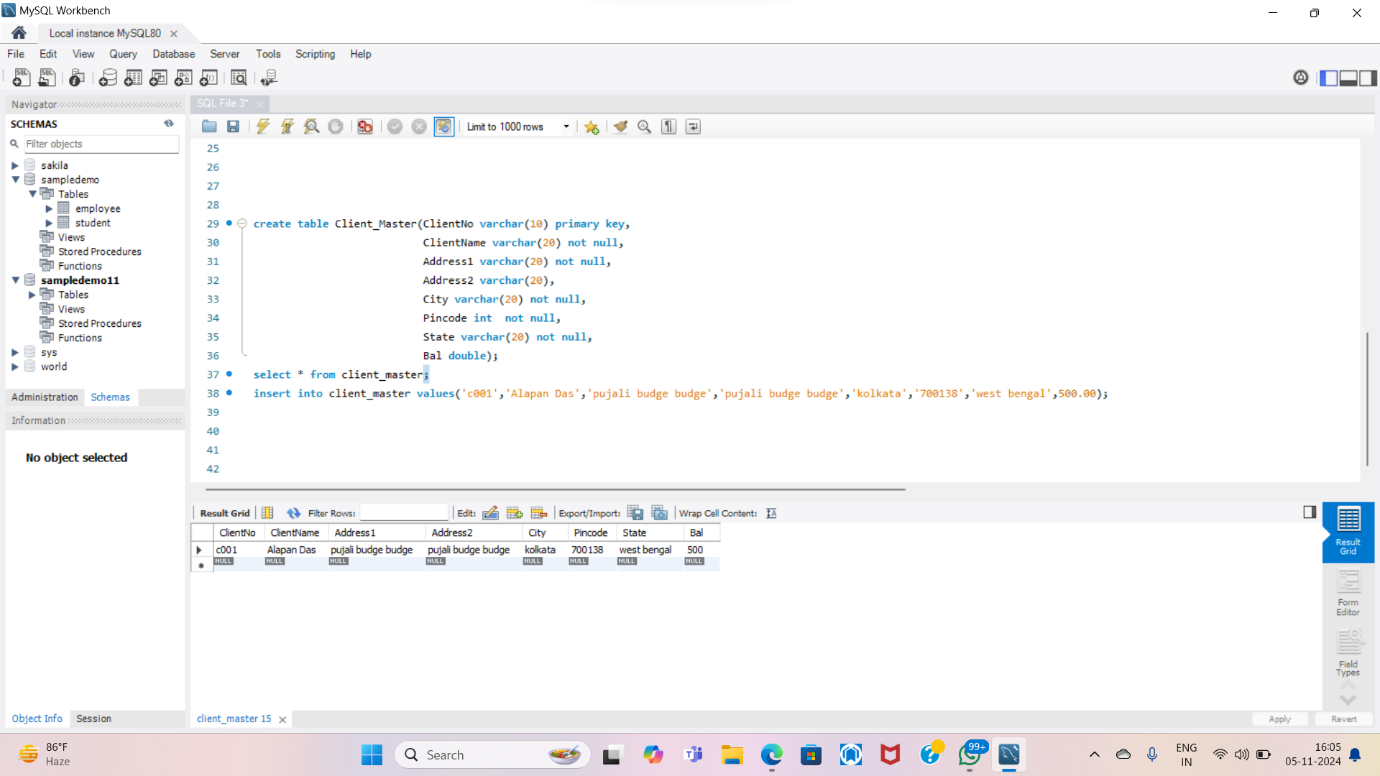 MySQL Workbench
Local instance MySQL80
File Edit View Query Database Server Tools Scripting Help
Navigator
SCHEMAS
Filter objects
sakila
sampledemo
Tables
employee
student
Views
Stored Procedures
Functions
sampledemo11
Tables
Views
Stored Procedures
Functions
sys
world
Administration Schemas
Information
No object selected
Object Info Session
SQL File 3*
Limit to 1000 rows
25
26
27
28
29 create table Client_Master(ClientNo varchar(10) primary key,
30 ClientName varchar(20) not null,
31 Address1 varchar(20) not null,
32 Address2 varchar(20),
33 City varchar(20) not null,
34 Pincode int  not null,
35 State varchar(20) not null,
36 Bal double);
37 select * from client_master;
38 insert into client_master values('c001','Alapan Das','pujali budge budge','pujali budge budge','kolkata','700138','west bengal',500.00);
39
40
41
42
Result Grid Filter Rows: Edit: Export/Import: Wrap Cell Content:
ClientNo ClientName Address1 Address2 City Pincode State Bal
c001 Alapan Das pujali budge budge pujali budge budge kolkata 700138 west bengal 500
NULL NULL NULL NULL NULL NULL NULL NULL
Result
Grid
Form
Editor
Field
Types
client_master 15
Apply Revert
86°F
Haze
Search
99+
ENG
IN
16:05
05-11-2024